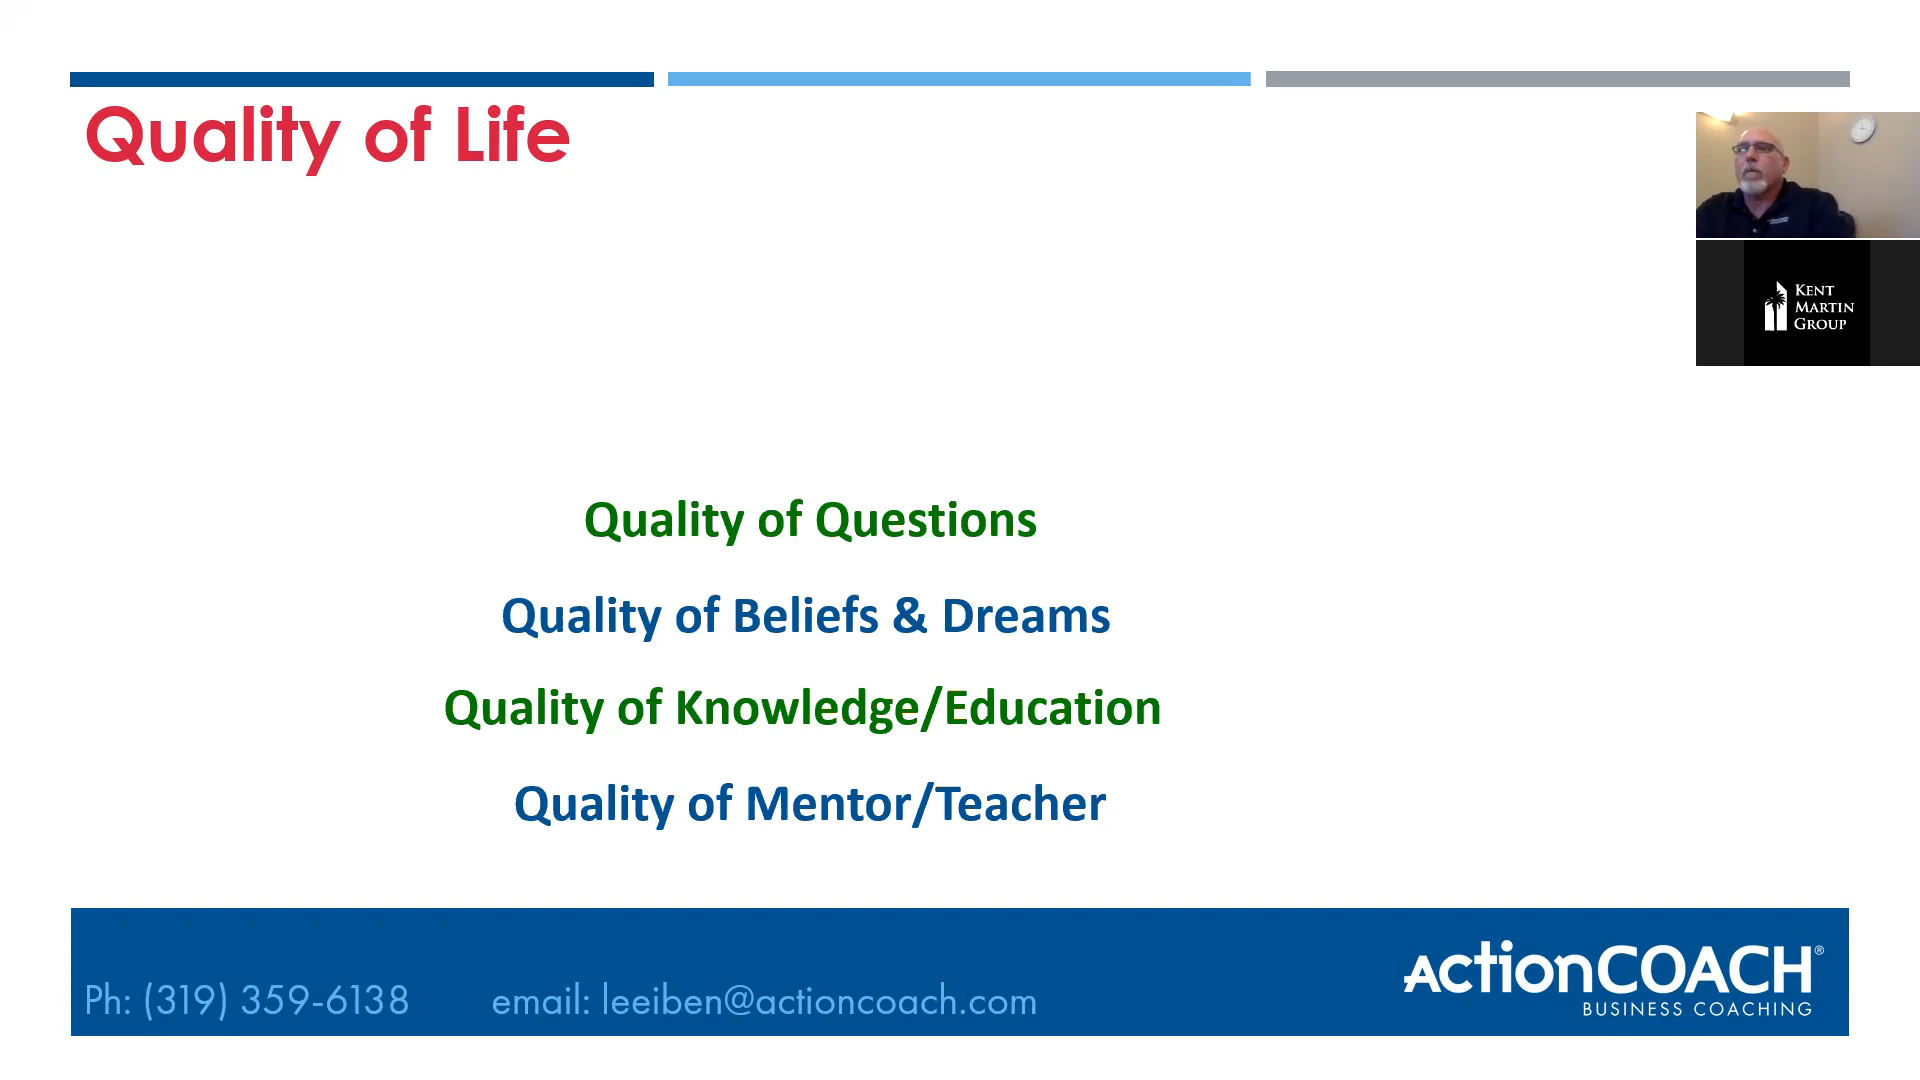 Quality of Life
KENT
MARTIN
GROUP
Quality of Questions
Quality of Beliefs & Dreams
Quality of Knowledge/Education
Quality of Mentor/Teacher
Ph: (319) 359-6138 email: leeiben@actioncoach.com
ActionCOACH®
BUSINESS COACHING